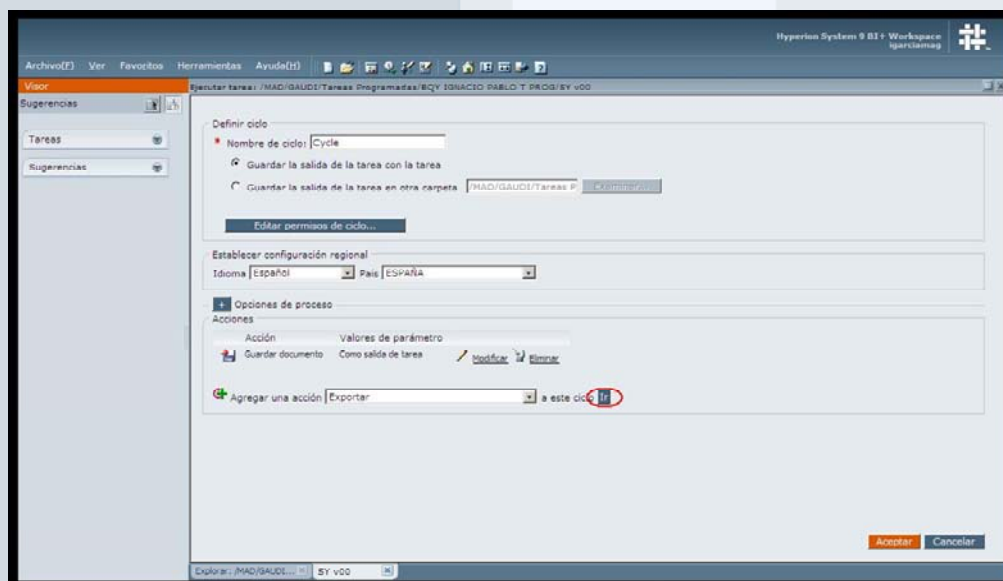 Hyperion System 9 BI+ Workspace
igarciamag
Archivo(F) Ver Favoritos Herramientas Ayuda(H)
Visor
Ejecutar tarea: /MAD/GAUDI/Tareas Programadas/BQY IGNACIO PABLO T PROG/SY v00
Sugerencias
Tareas
Sugerencias
Definir ciclo
* Nombre de ciclo: Cycle
Guardar la salida de la tarea con la tarea
Guardar la salida de la tarea en otra carpeta /MAD/GAUDI/Tareas P Examinar...
Editar permisos de ciclo...
Establecer configuración regional
Idioma Español País ESPAÑA
+ Opciones de proceso
Acciones
Acción Valores de parámetro
Guardar documento Como salida de tarea Modificar Eliminar
Agregar una acción Exportar a este ciclo Ir
Aceptar Cancelar
Explorar: /MAD/GAUDI... SY v00